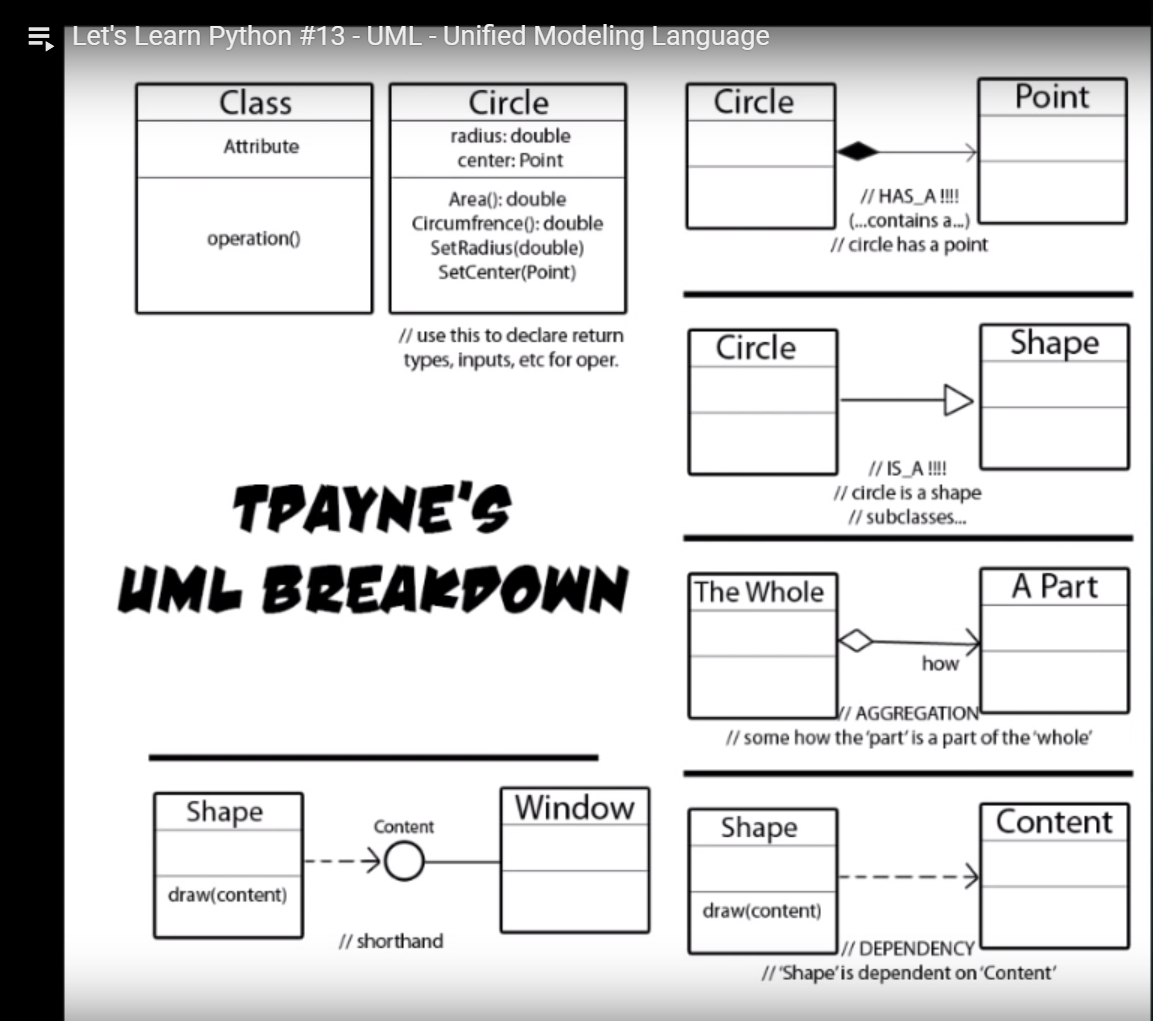 Let's Learn Python #13 - UML - Unified Modeling Language
Class
Attribute
operation()
Circle
radius: double
center: Point
Area(): double
Circumfrence(): double
SetRadius(double)
SetCenter(Point)
// use this to declare return
types, inputs, etc for oper.
TPAYNE'S
UML BREAKDOWN
Shape
draw(content)
Content
Window
// shorthand
Circle
Point
// HAS_A !!!!
(...contains a...)
// circle has a point
Circle
Shape
// IS_A !!!!
// circle is a shape
// subclasses...
The Whole
A Part
how
// AGGREGATION
// some how the 'part' is a part of the 'whole'
Shape
draw(content)
Content
// DEPENDENCY
// 'Shape' is dependent on 'Content'